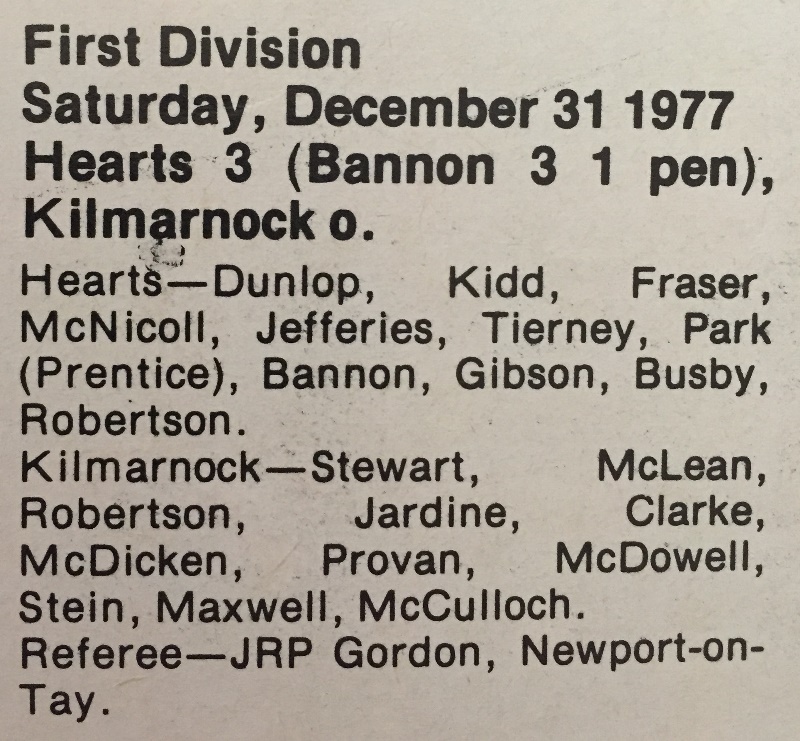 First Division
Saturday, December 31 1977
Hearts 3 (Bannon 3 1 pen),
Kilmarnock o.
Hearts—Dunlop, Kidd, Fraser,
McNicoll, Jefferies, Tierney, Park
(Prentice), Bannon, Gibson, Busby,
Robertson.
Kilmarnock—Stewart, McLean,
Robertson, Jardine, Clarke,
McDicken, Provan, McDowell,
Stein, Maxwell, McCulloch.
Referee—JRP Gordon, Newport-on-
Tay.